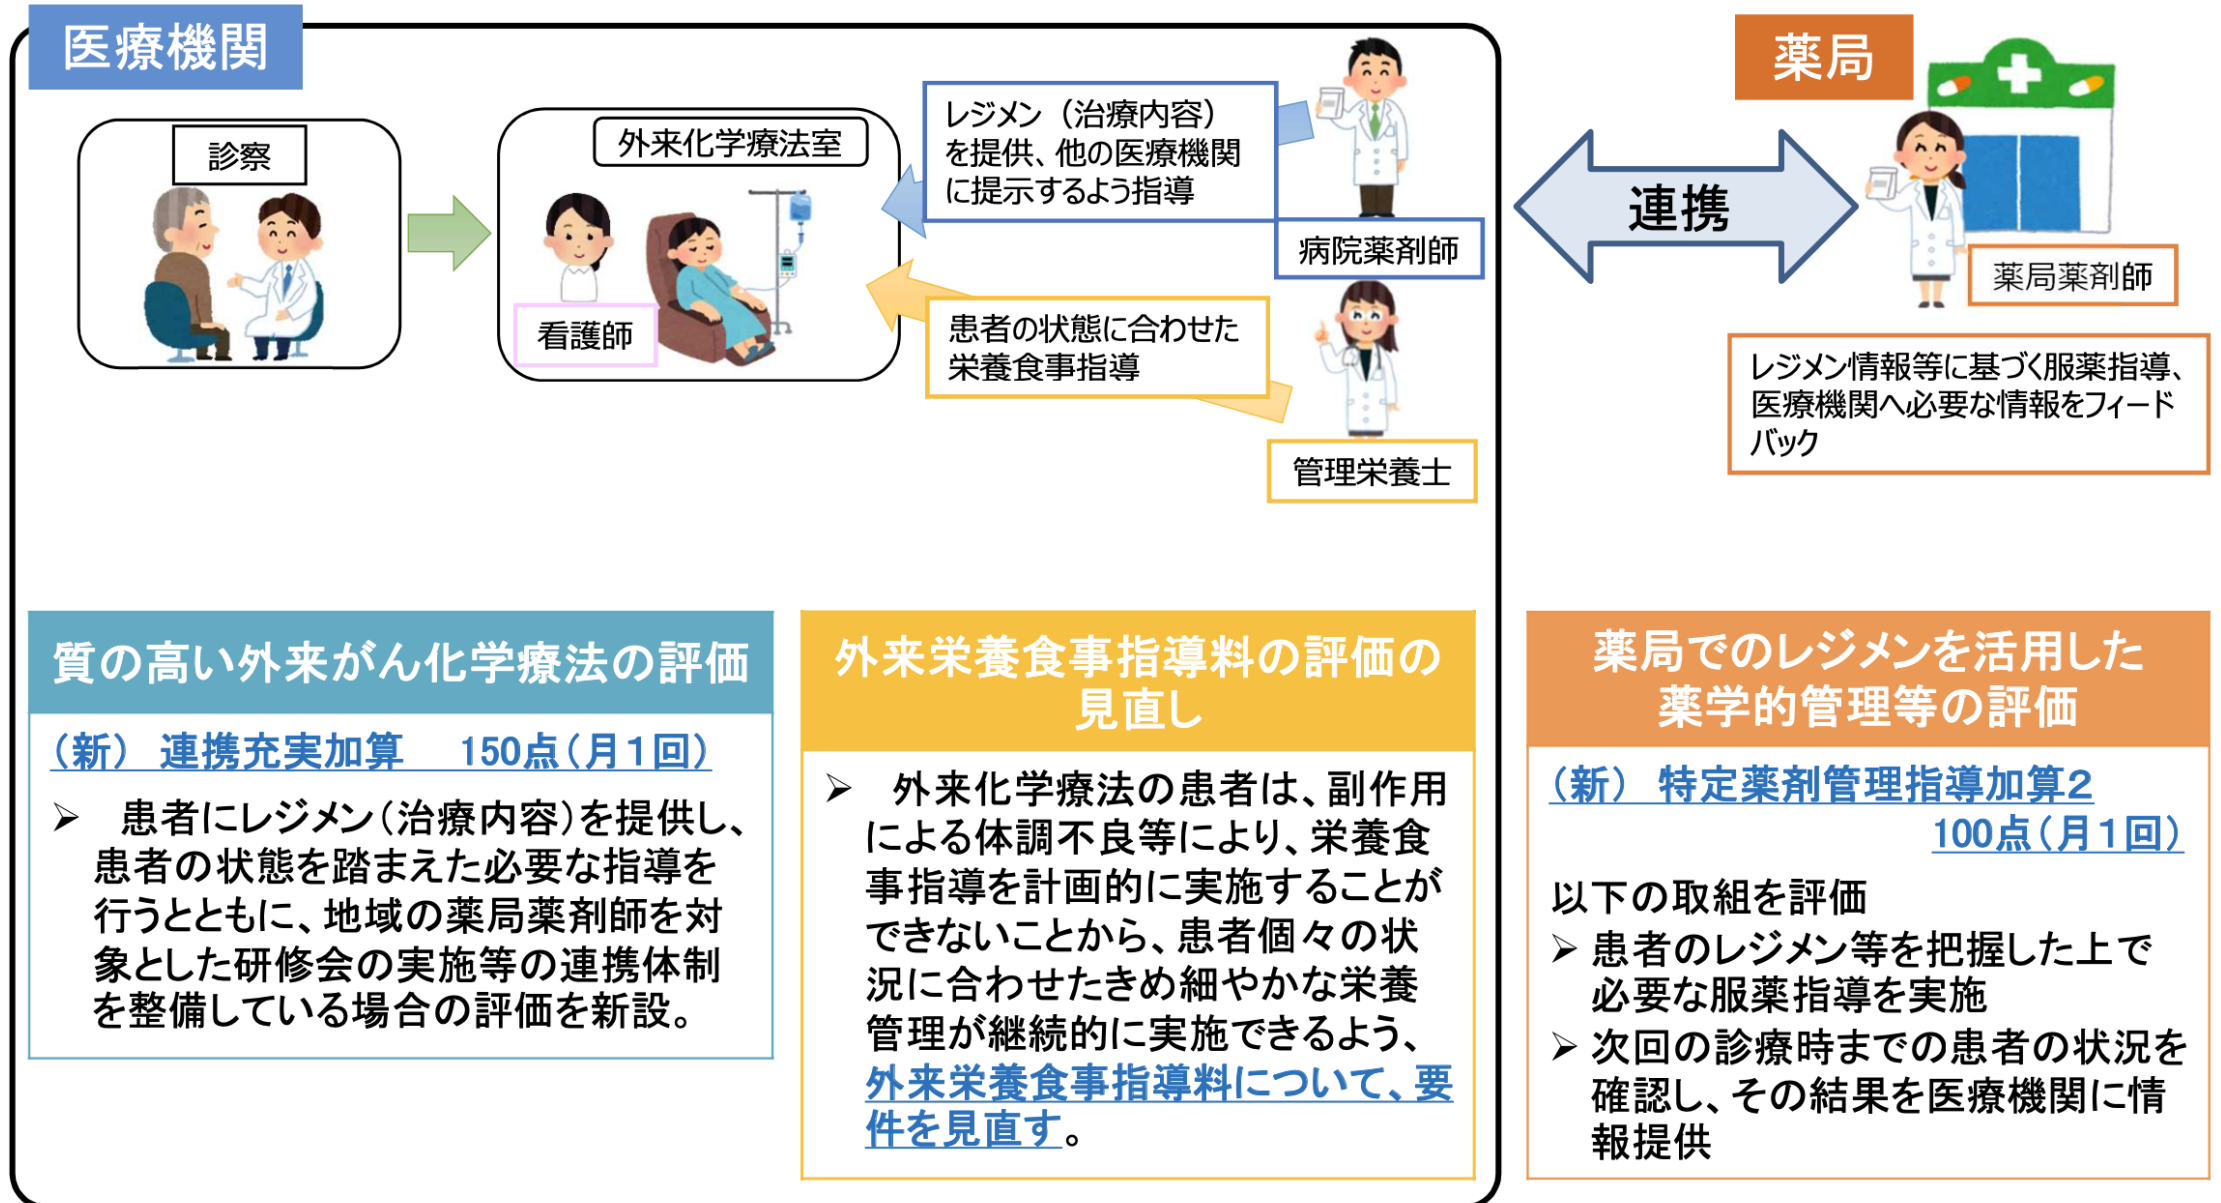 医療機関
診察
外来化学療法室
看護師
レジメン（治療内容）
を提供、他の医療機関
に提示するよう指導
病院薬剤師
患者の状態に合わせた
栄養食事指導
管理栄養士
連携
薬局
薬局薬剤師
レジメン情報等に基づく服薬指導、
医療機関へ必要な情報をフィード
バック
質の高い外来がん化学療法の評価
（新） 連携充実加算　150点（月１回）
➢ 患者にレジメン（治療内容）を提供し、
患者の状態を踏まえた必要な指導を
行うとともに、地域の薬局薬剤師を対
象とした研修会の実施等の連携体制
を整備している場合の評価を新設。
外来栄養食事指導料の評価の
見直し
➢ 外来化学療法の患者は、副作用
による体調不良等により、栄養食
事指導を計画的に実施することが
できないことから、患者個々の状
況に合わせたきめ細やかな栄養
管理が継続的に実施できるよう、
外来栄養食事指導料について、要
件を見直す。
薬局でのレジメンを活用した
薬学的管理等の評価
（新） 特定薬剤管理指導加算２
100点（月１回）
以下の取組を評価
➢ 患者のレジメン等を把握した上で
必要な服薬指導を実施
➢ 次回の診療時までの患者の状況を
確認し、その結果を医療機関に情
報提供